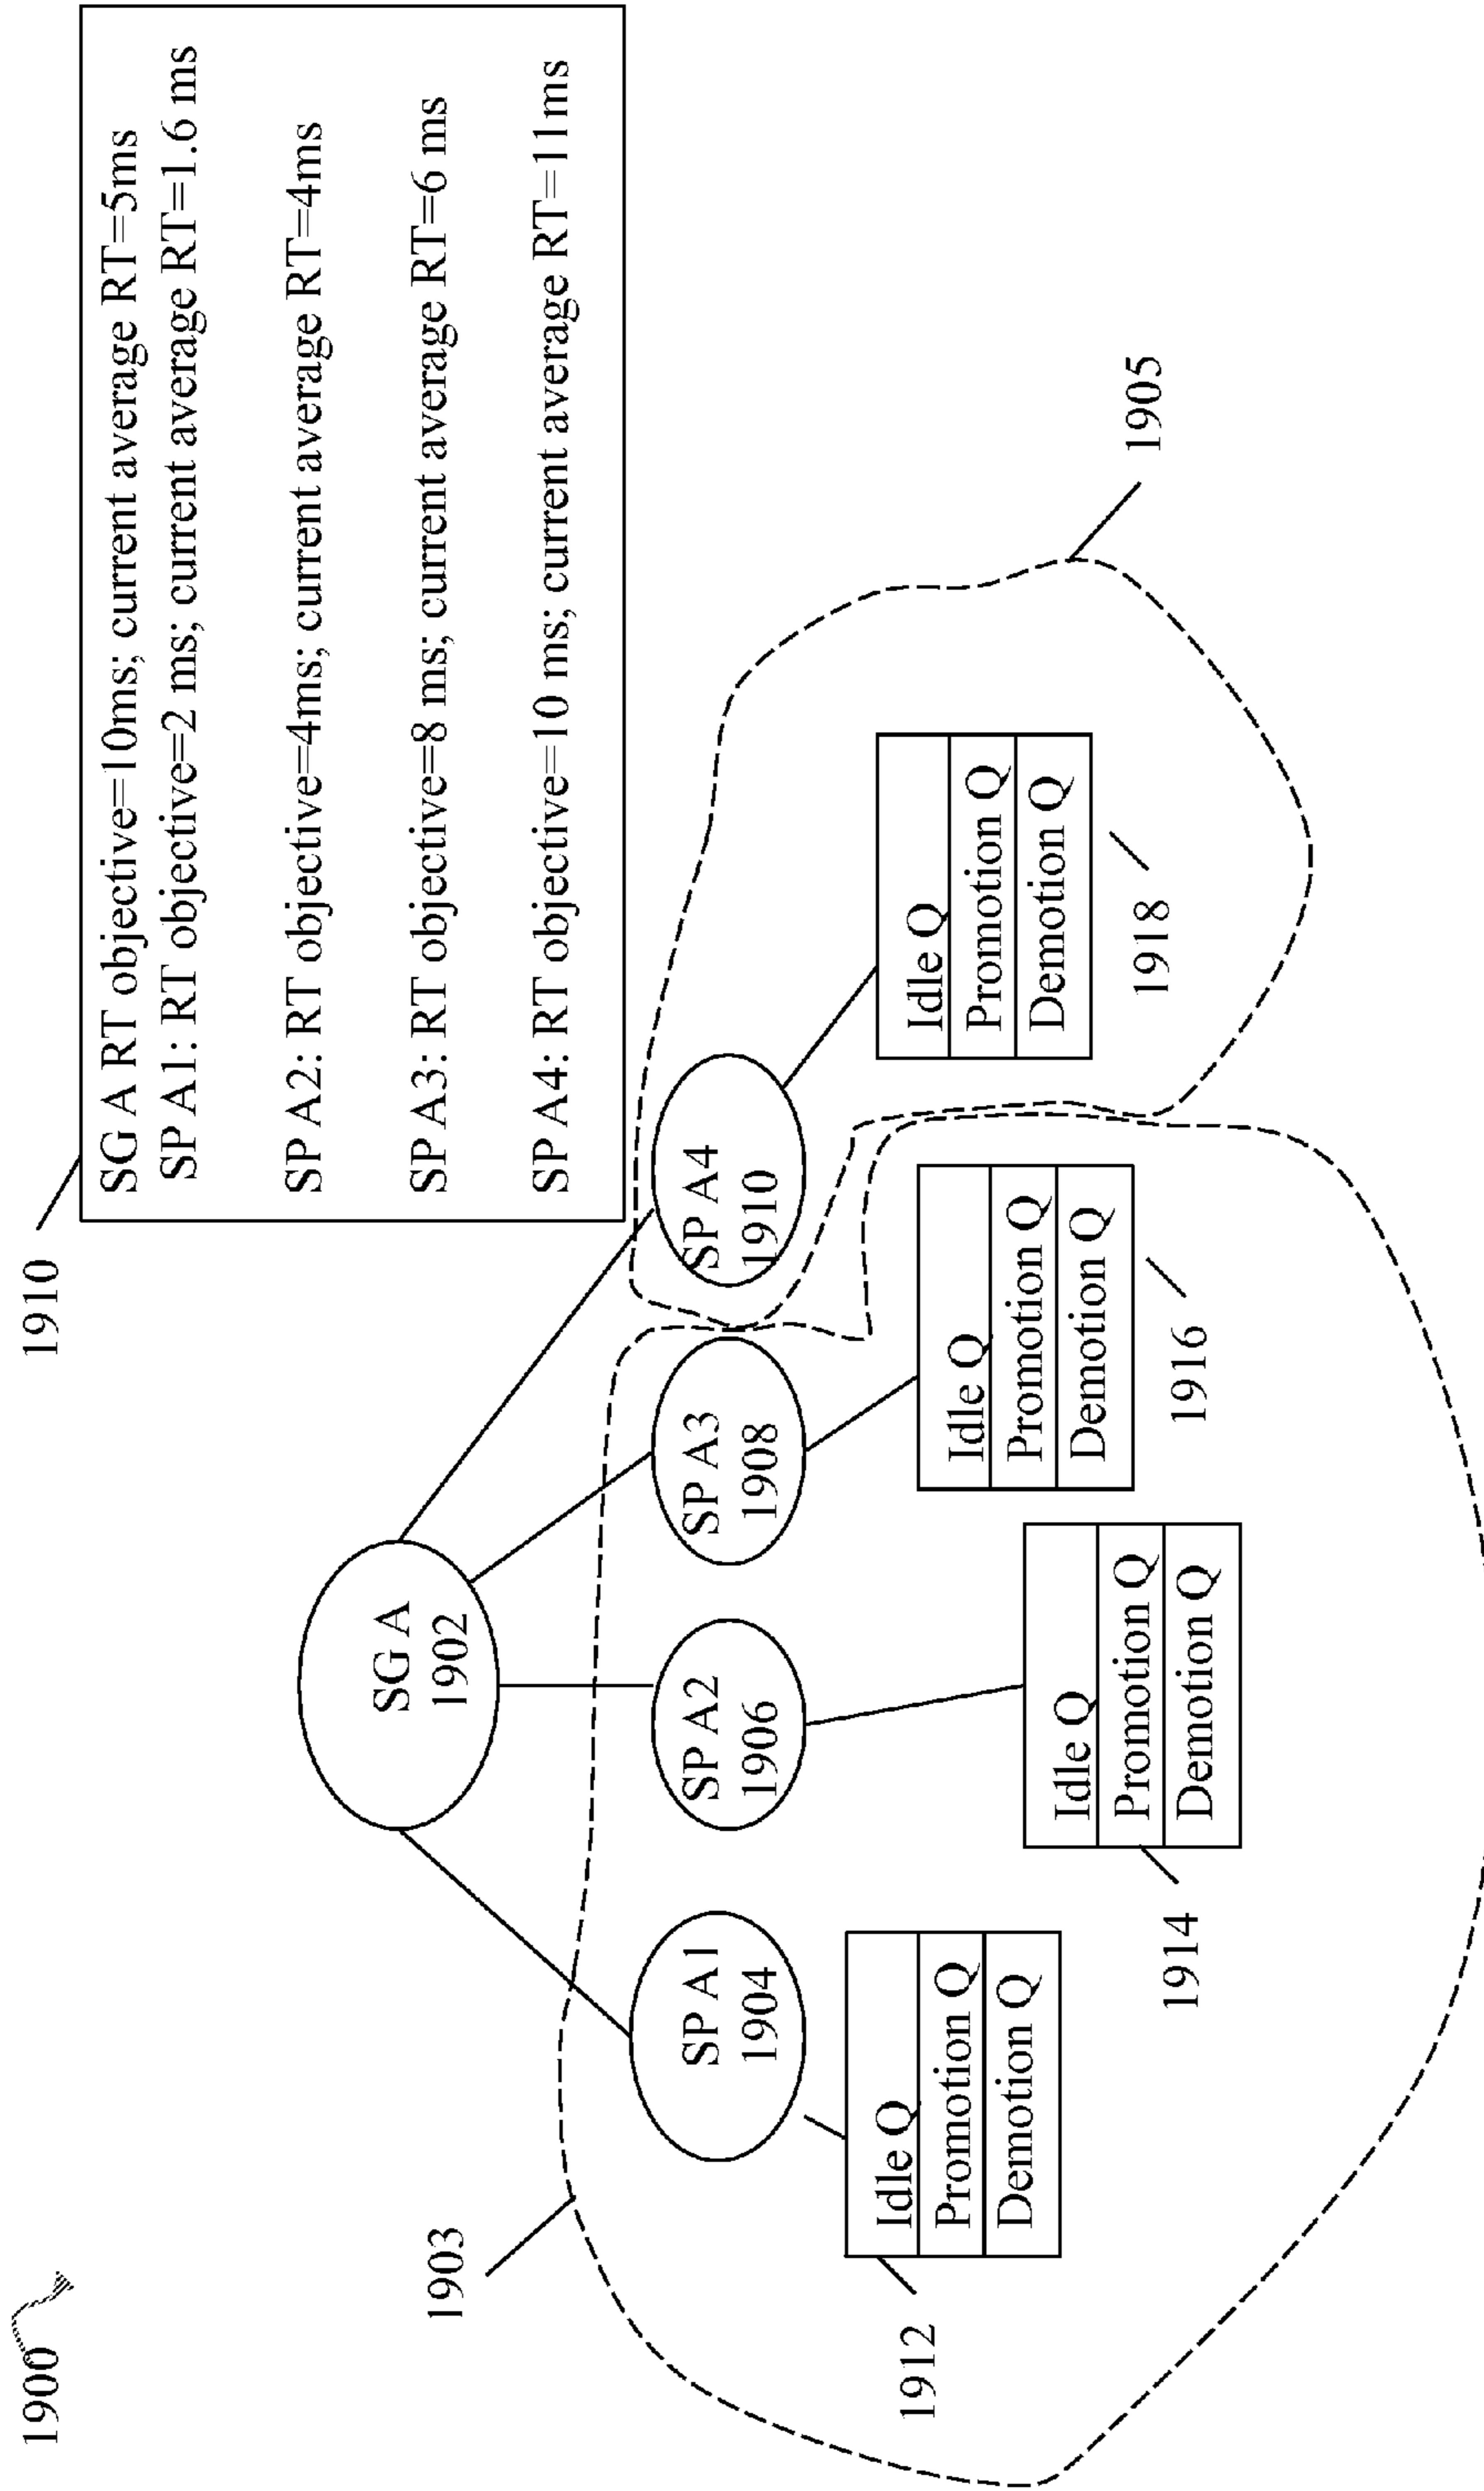 1900
1910
SG A RT objective=10ms; current average RT=5ms
SP A1: RT objective=2 ms; current average RT=1.6 ms
SP A2: RT objective=4ms; current average RT=4ms
SP A3: RT objective=8 ms; current average RT=6 ms
SP A4: RT objective=10 ms; current average RT=11ms
SG A
1902
1903
1905
SP A1
1904
SP A2
1906
SP A3
1908
SP A4
1910
Idle Q
Promotion Q
Demotion Q
1912
Idle Q
Promotion Q
Demotion Q
1914
Idle Q
Promotion Q
Demotion Q
1916
Idle Q
Promotion Q
Demotion Q
1918